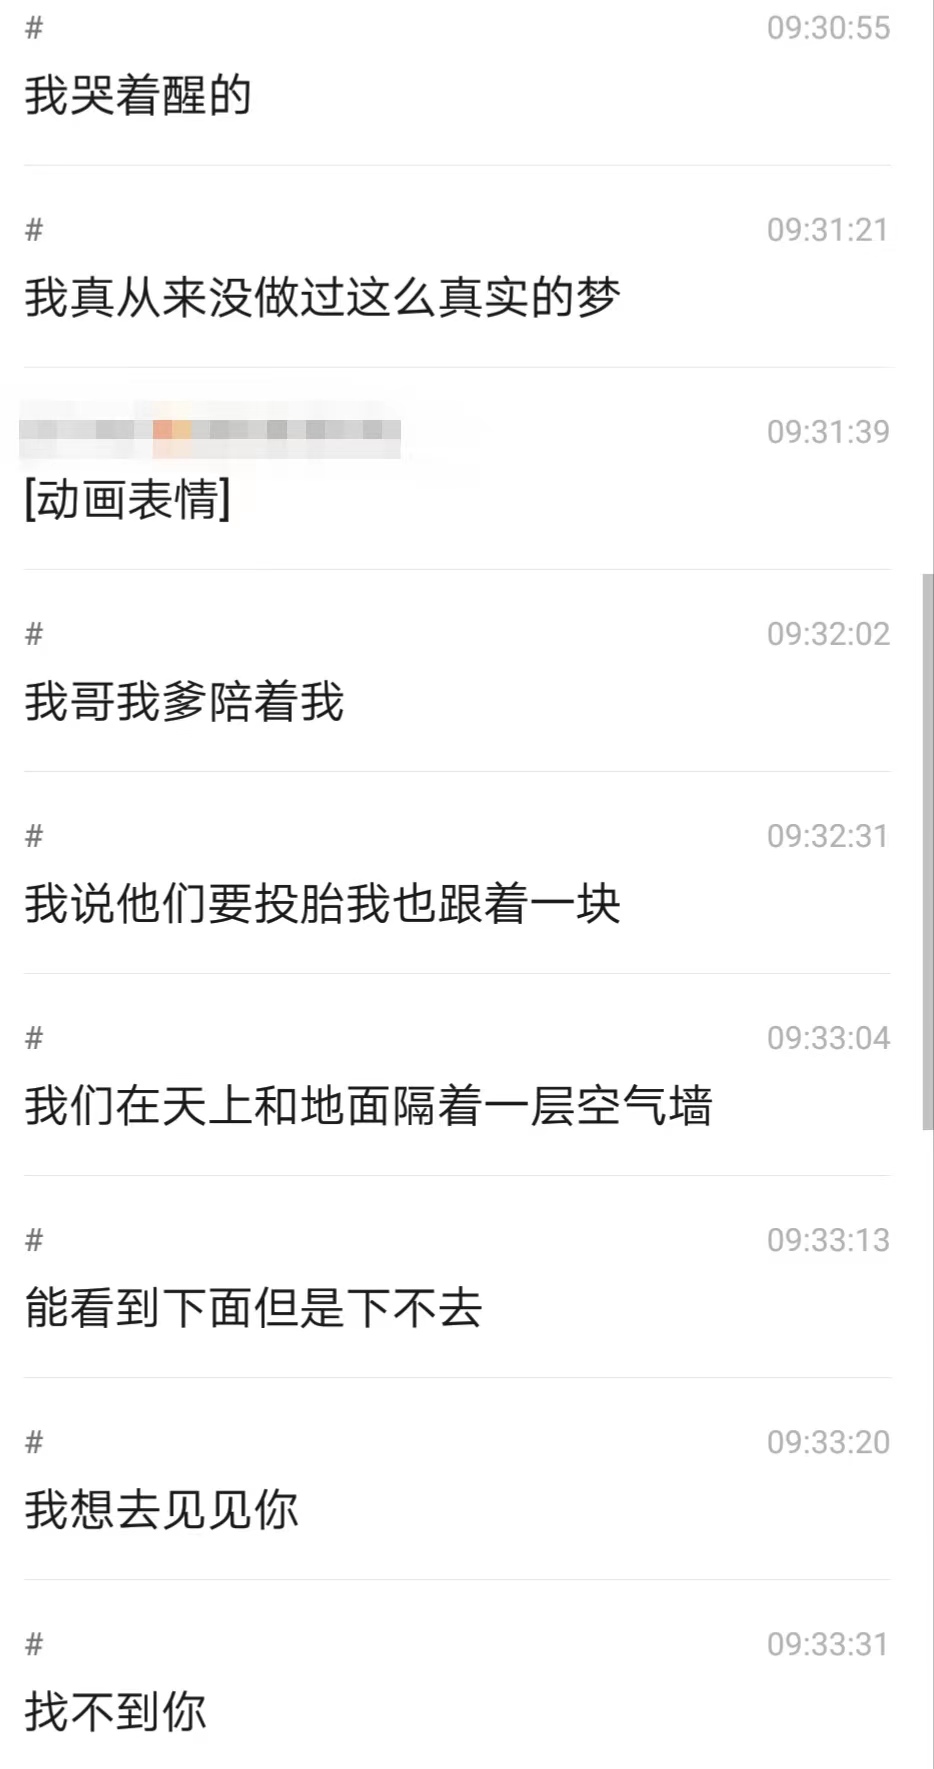 # 09:30:55
我哭着醒的
# 09:31:21
我真从来没做过这么真实的梦
09:31:39
[动画表情]
# 09:32:02
我哥我爹陪着我
# 09:32:31
我说他们要投胎我也跟着一块
# 09:33:04
我们在天上和地面隔着一层空气墙
# 09:33:13
能看到下面但是下不去
# 09:33:20
我想去见见你
# 09:33:31
找不到你